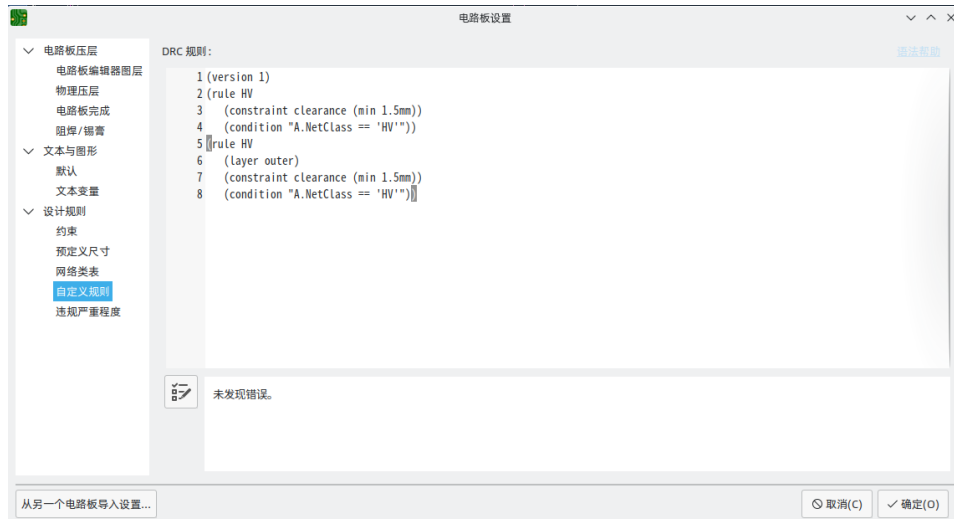 电路板设置
电路板压层
电路板编辑器图层
物理压层
电路板完成
阻焊/锡膏
文本与图形
默认
文本变量
设计规则
约束
预定义尺寸
网络类表
自定义规则
违规严重程度
DRC 规则:
语法帮助
1 (version 1)
2 (rule HV
3 (constraint clearance (min 1.5mm))
4 (condition "A.NetClass == 'HV'"))
5 (rule HV
6 (layer outer)
7 (constraint clearance (min 1.5mm))
8 (condition "A.NetClass == 'HV'"))
未发现错误。
从另一个电路板导入设置...
取消(C)
确定(O)